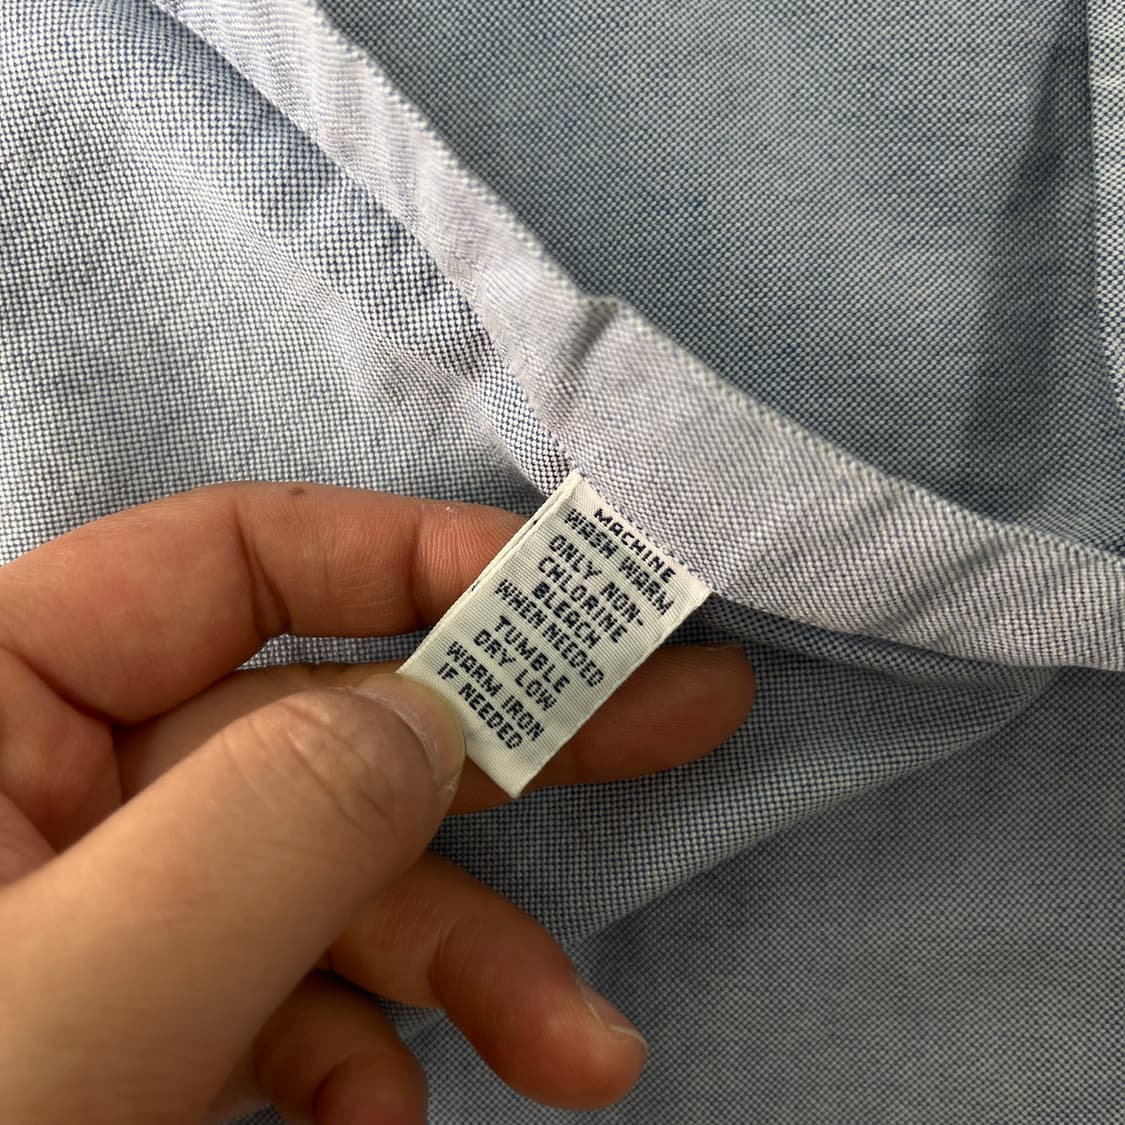 MACHINE
WASH WARM
ONLY NON-
CHLORINE
BLEACH
WHEN NEEDED
TUMBLE
DRY LOW
WARM IRON
IF NEEDED